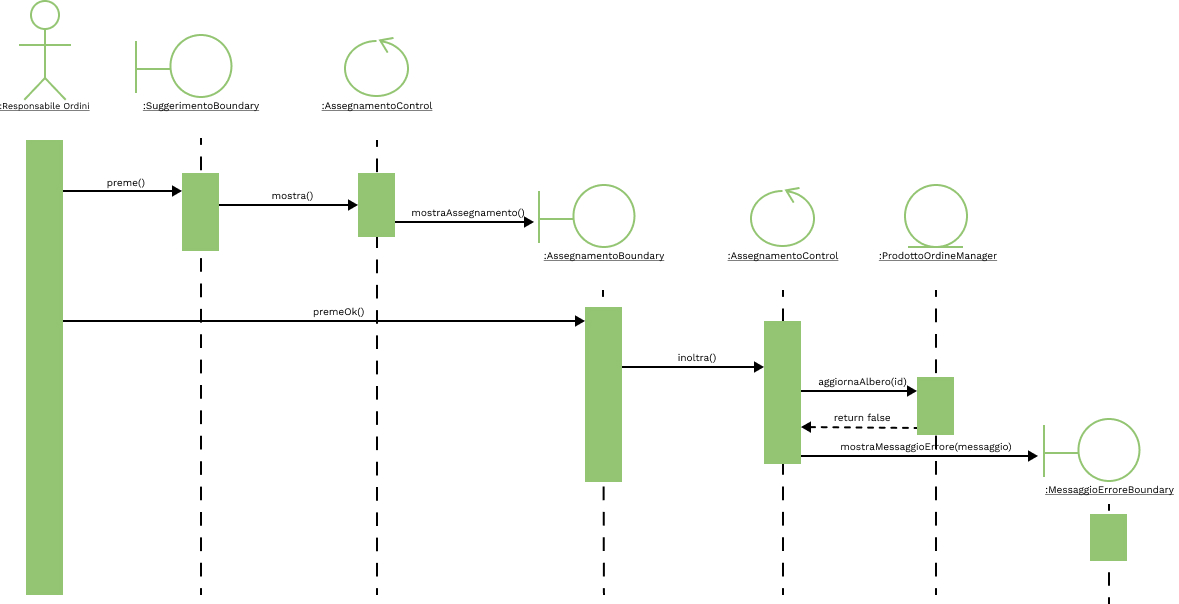 :Responsabile Ordini
:SuggerimentoBoundary
:AssegnamentoControl
preme()
mostra()
mostraAssegnamento()
:AssegnamentoBoundary
:AssegnamentoControl
:ProdottoOrdineManager
premeOk()
inoltra()
aggiornaAlbero(id)
return false
mostraMessaggioErrore(messaggio)
:MessaggioErroreBoundary